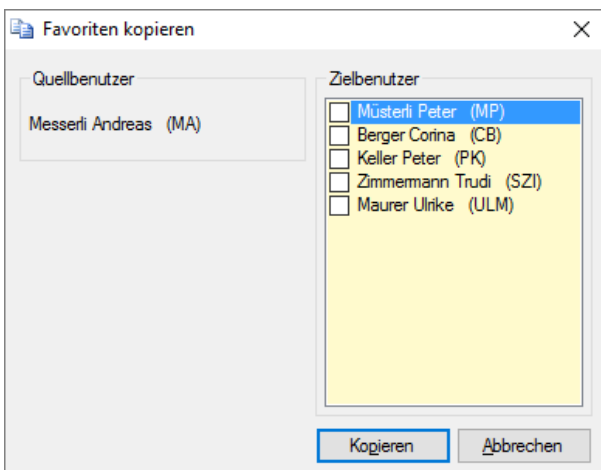 Favoriten kopieren
Quellbenutzer
Messerli Andreas (MA)
Zielbenutzer
Müsterli Peter (MP)
Berger Corina (CB)
Keller Peter (PK)
Zimmermann Trudi (SZI)
Maurer Ulrike (ULM)
Kopieren
Abbrechen